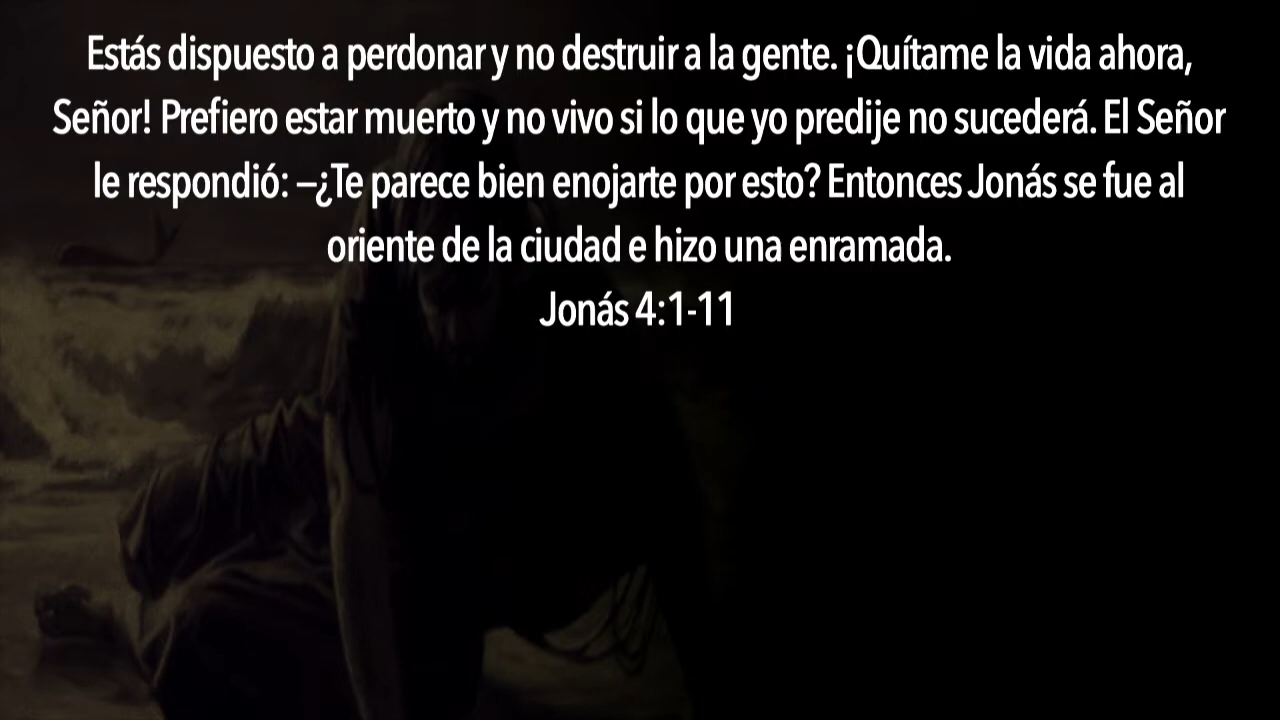 Estás dispuesto a perdonar y no destruir a la gente. ¡Quítame la vida ahora,
Señor! Prefiero estar muerto y no vivo si lo que yo predije no sucederá. El Señor
le respondió: –¿Te parece bien enojarte por esto? Entonces Jonás se fue al
oriente de la ciudad e hizo una enramada.
Jonás 4:1-11